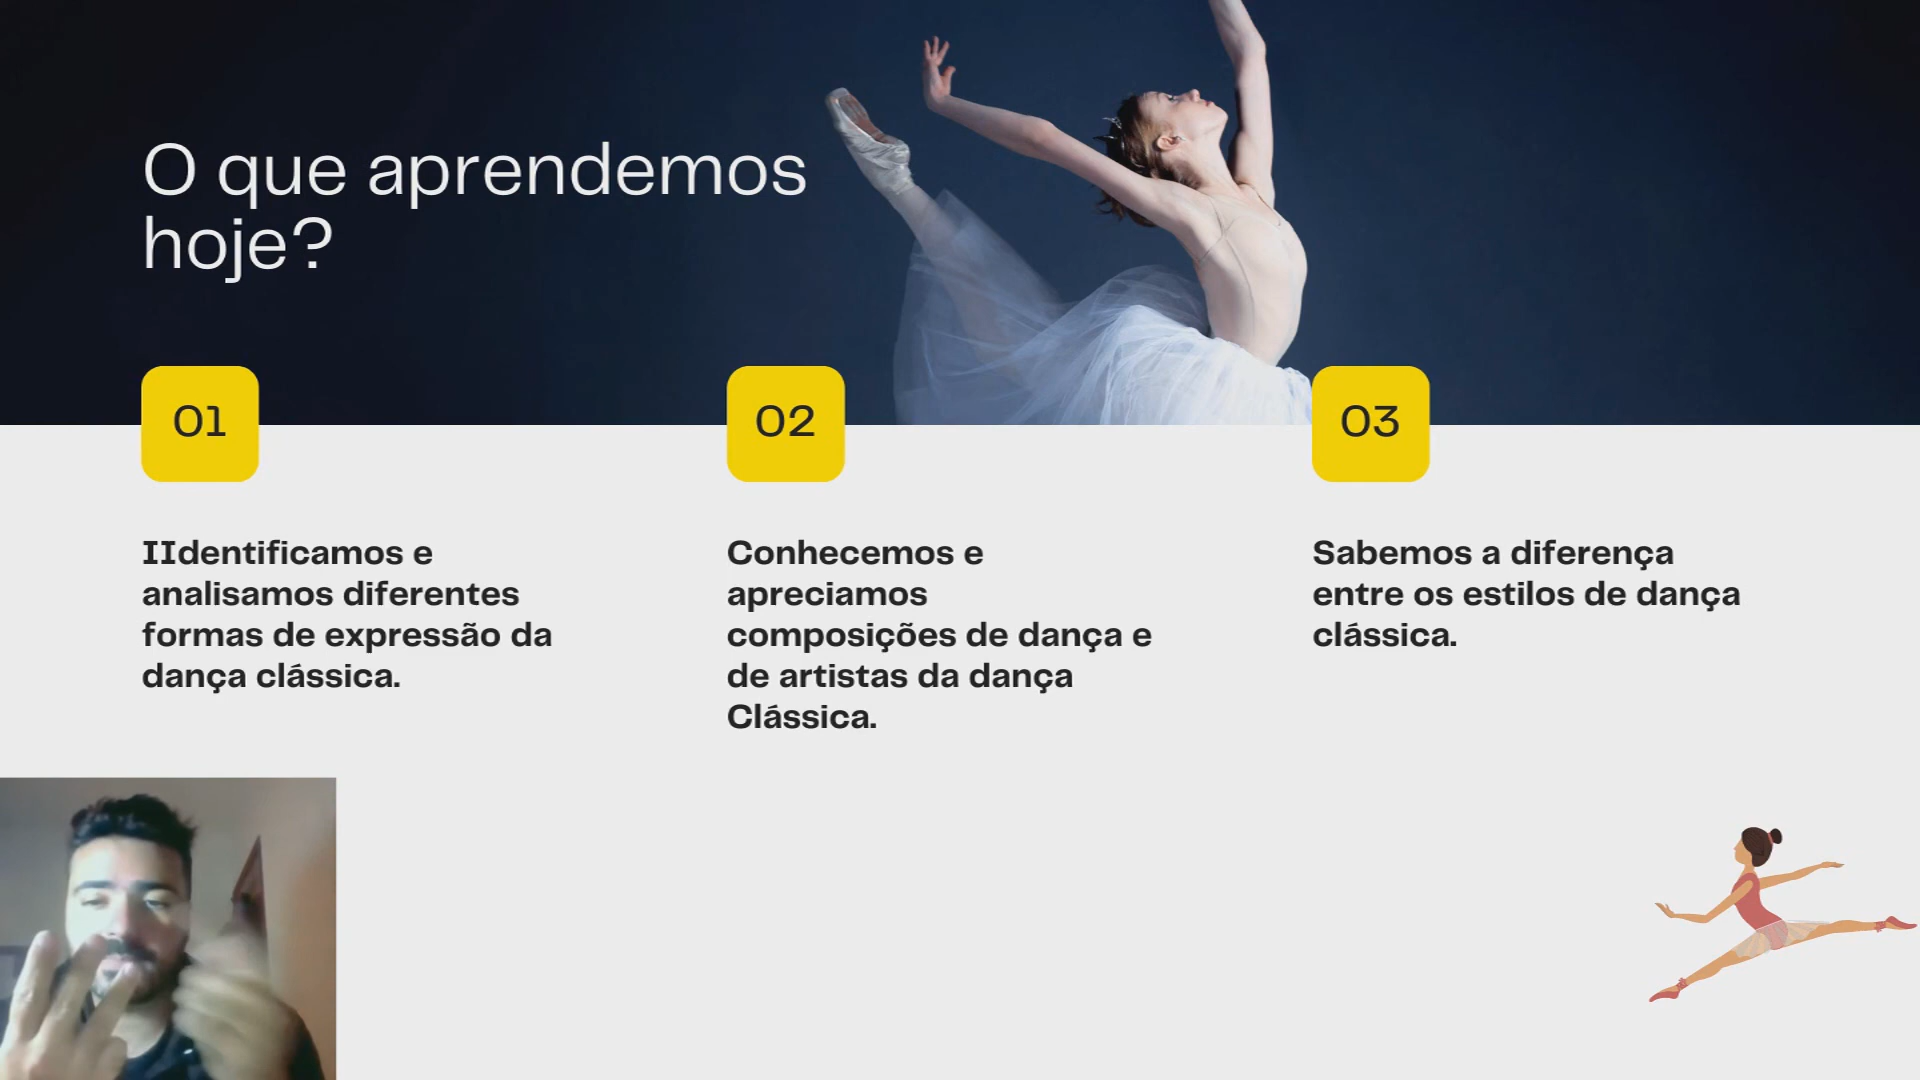 O que aprendemos
hoje?
01
IIdentificamos e
analisamos diferentes
formas de expressão da
dança clássica.
02
Conhecemos e
apreciamos
composições de dança e
de artistas da dança
Clássica.
03
Sabemos a diferença
entre os estilos de dança
clássica.